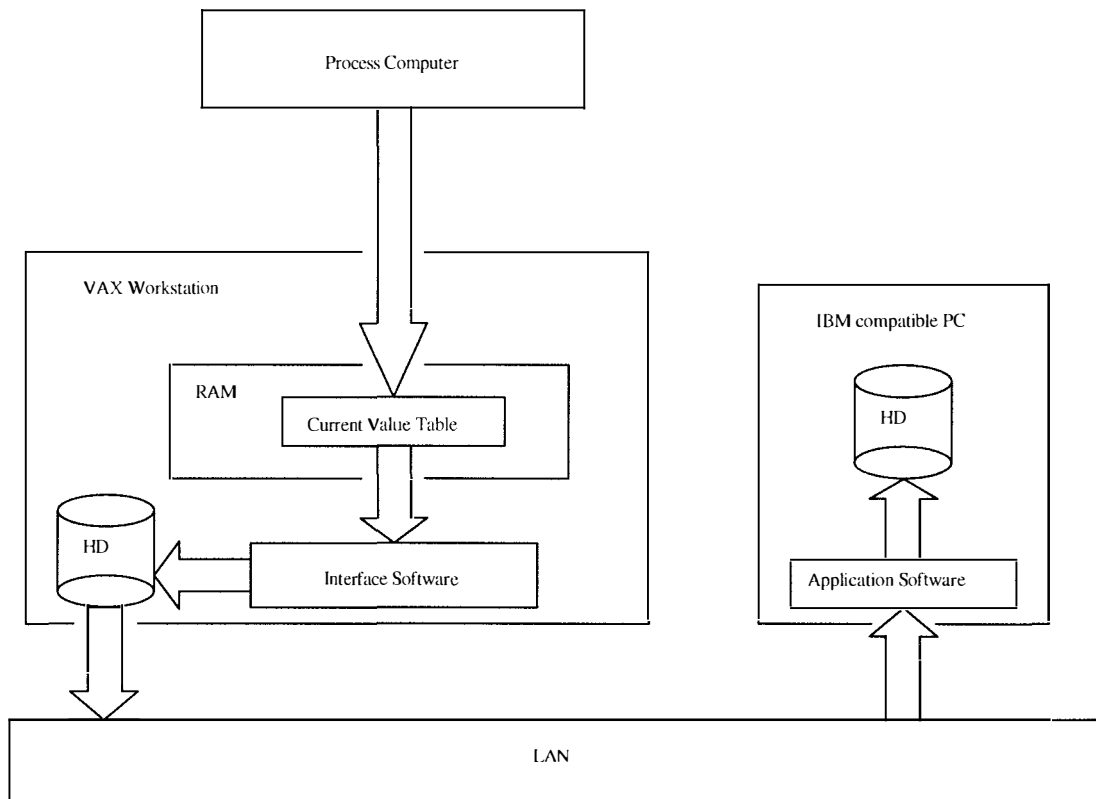 Process Computer
VAX Workstation
IBM compatible PC
RAM
HD
Current Value Table
HD
Interface Software
Application Software
LAN